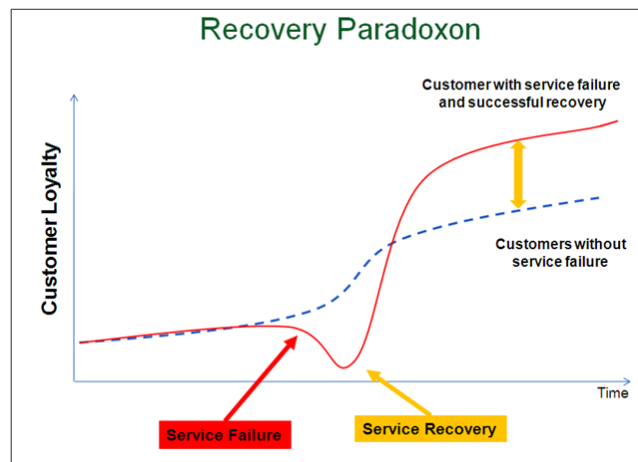 Recovery Paradoxon
Customer with service failure
and successful recovery
Customer Loyalty
Customers without
service failure
Time
Service Failure
Service Recovery